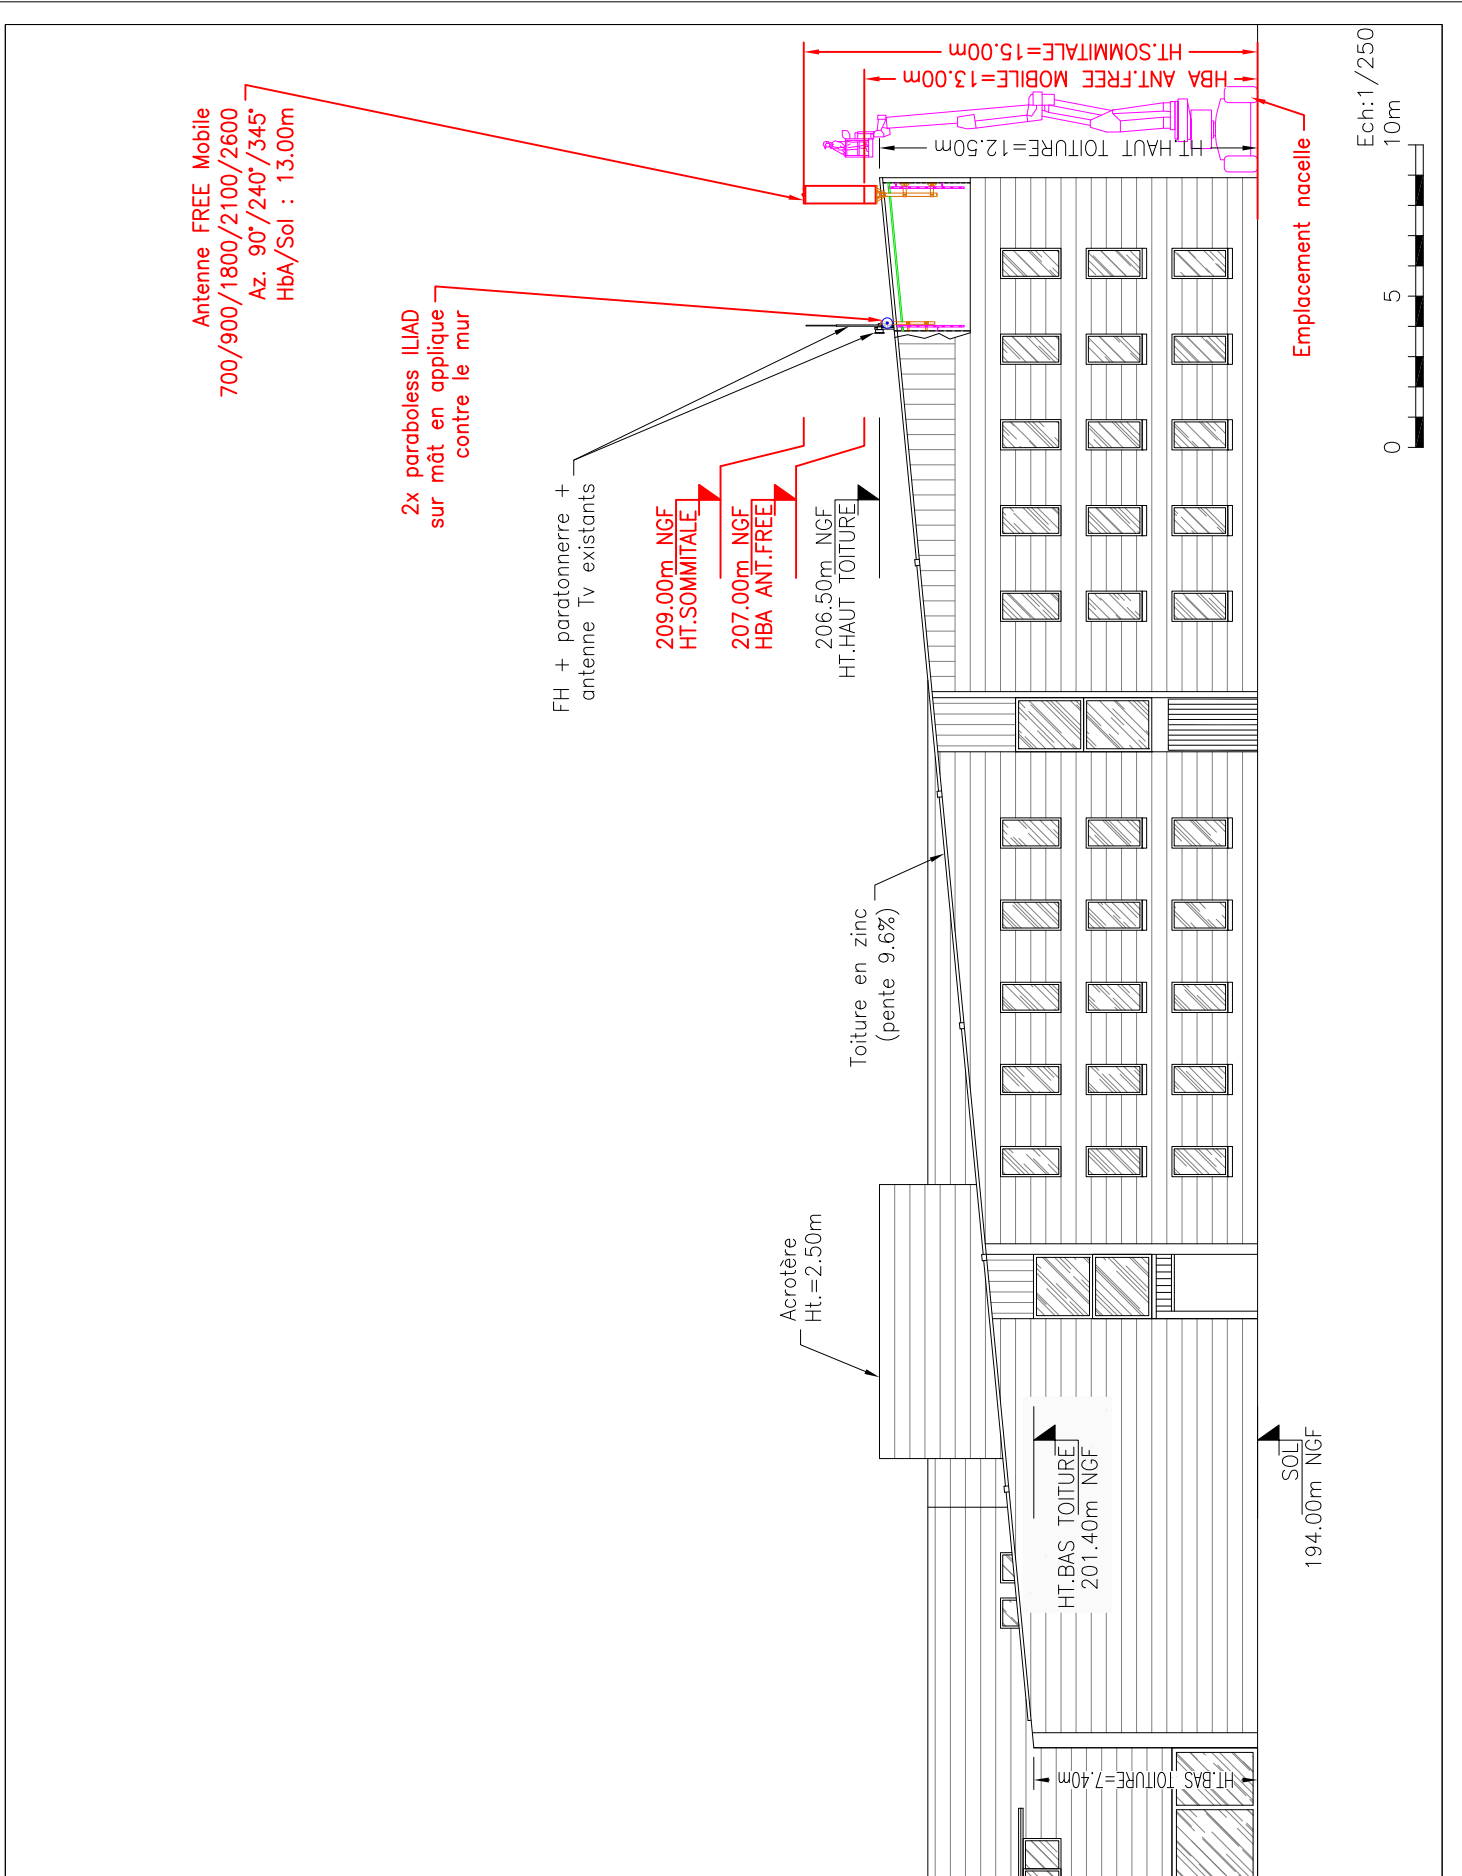 Antenne FREE Mobile
700/900/1800/2100/2600
Az. 90°/240°/345°
HbA/Sol : 13.00m
2x paraboless ILIAD
sur mât en applique
contre le mur
FH + paratonnerre +
antenne Tv existants
209.00m NGF
HT.SOMMITALE
207.00m NGF
HBA ANT.FREE
206.50m NGF
HT.HAUT TOITURE
HT.SOMMITALE=15.00m
HBA ANT.FREE MOBILE=13.00m
HT.HAUT TOITURE=12.50m
Emplacement nacelle
Toiture en zinc
(pente 9.6%)
Acrotère
Ht.=2.50m
HT.BAS TOITURE
201.40m NGF
SOL
194.00m NGF
HT.BAS TOITURE=7.40m
Ech:1/250
0 5 10m